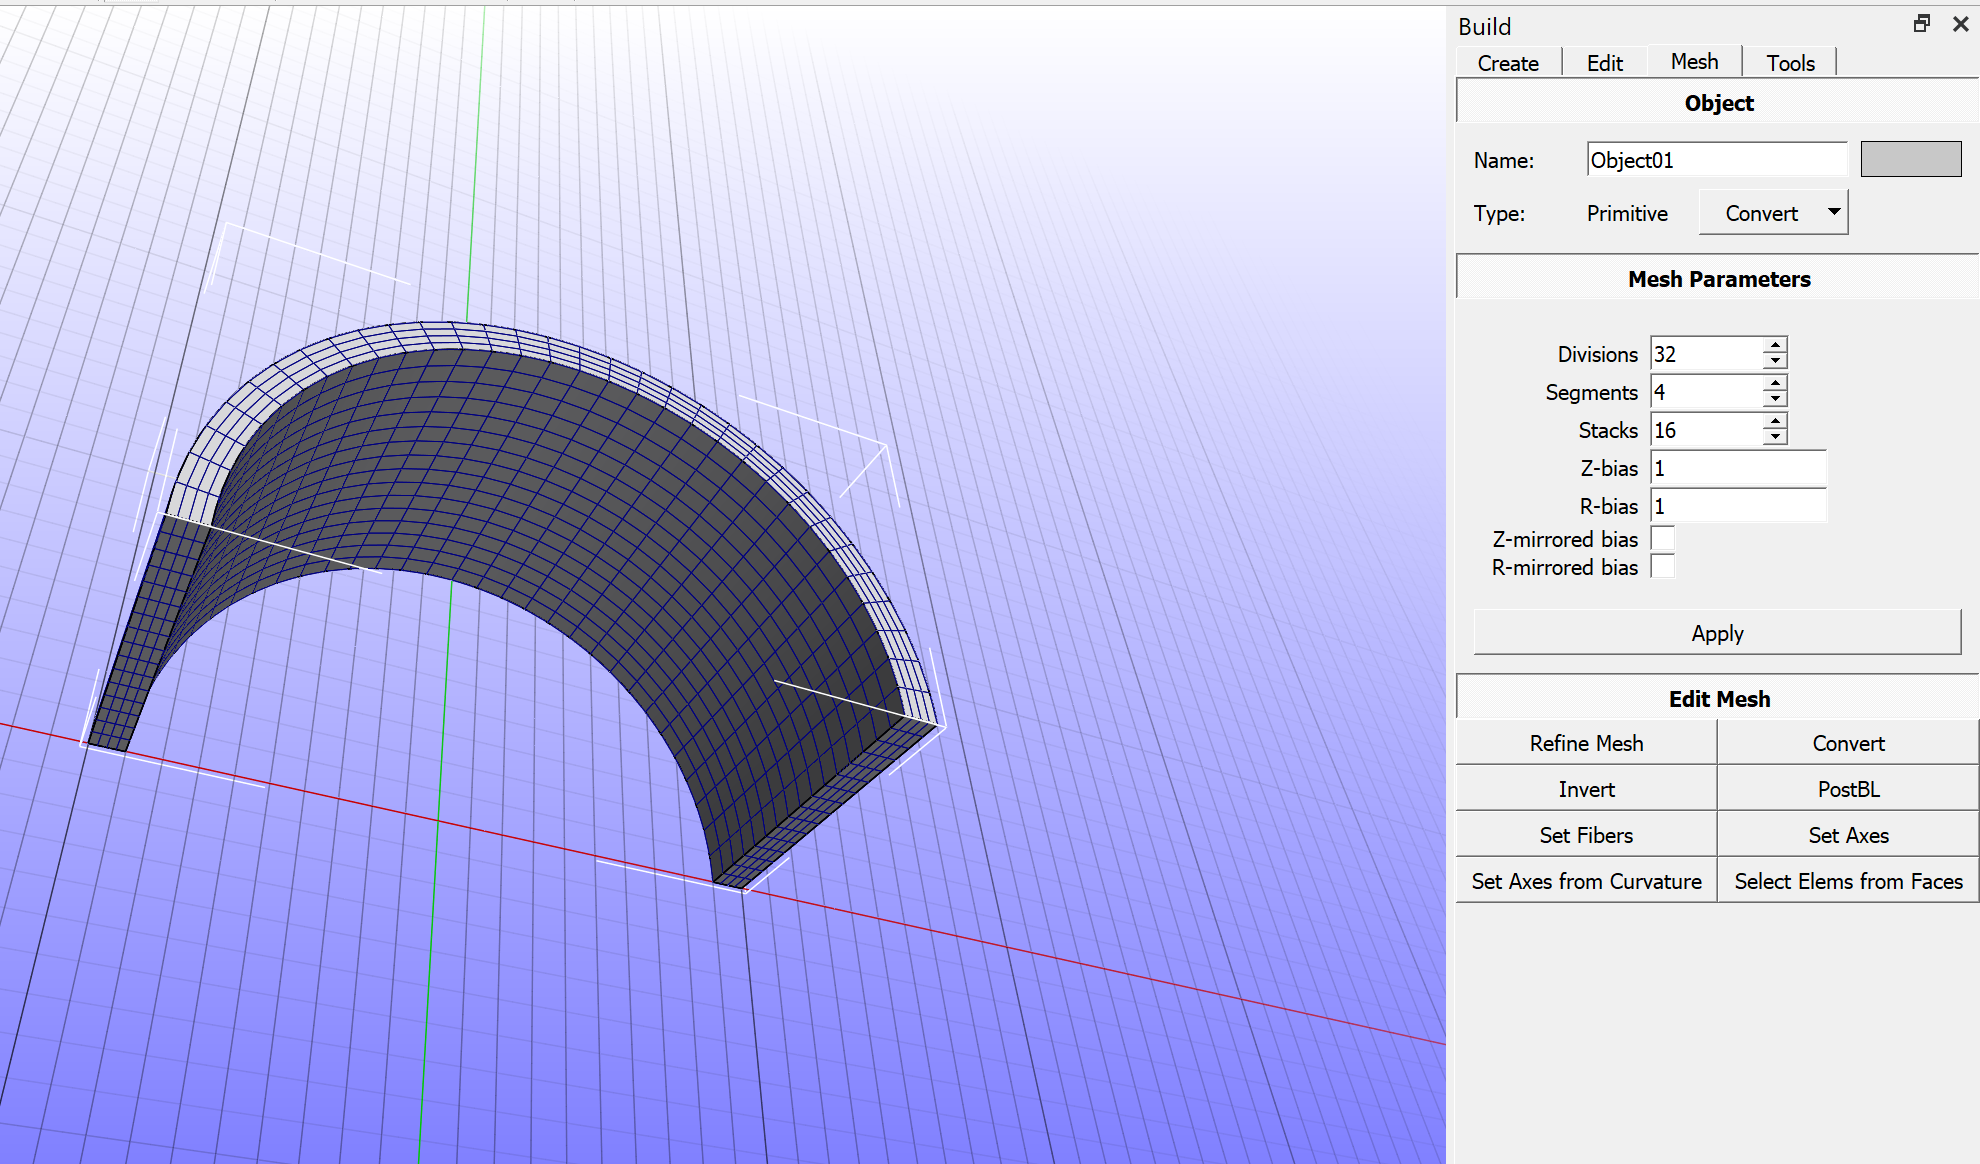 Build
Create Edit Mesh Tools
Object
Name: Object01
Type: Primitive Convert
Mesh Parameters
Divisions 32
Segments 4
Stacks 16
Z-bias 1
R-bias 1
Z-mirrored bias
R-mirrored bias
Apply
Edit Mesh
Refine Mesh Convert
Invert PostBL
Set Fibers Set Axes
Set Axes from Curvature Select Elems from Faces